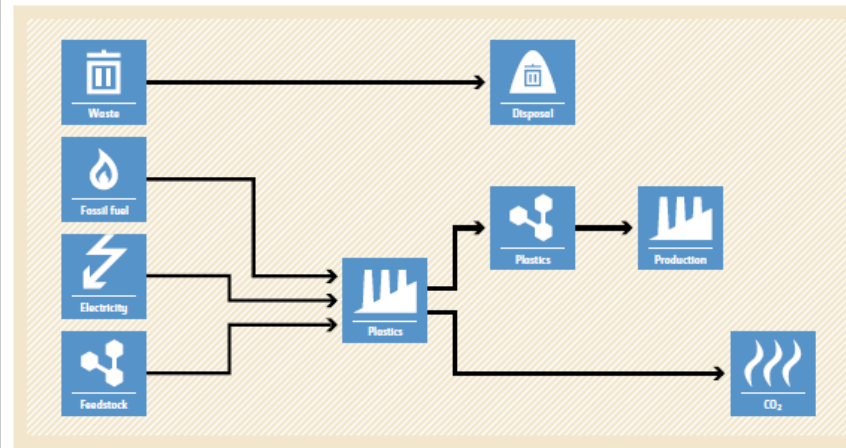 Waste
Disposal
Fossil fuel
Electricity
Plastics
Plastics
Production
Feedstock
CO₂